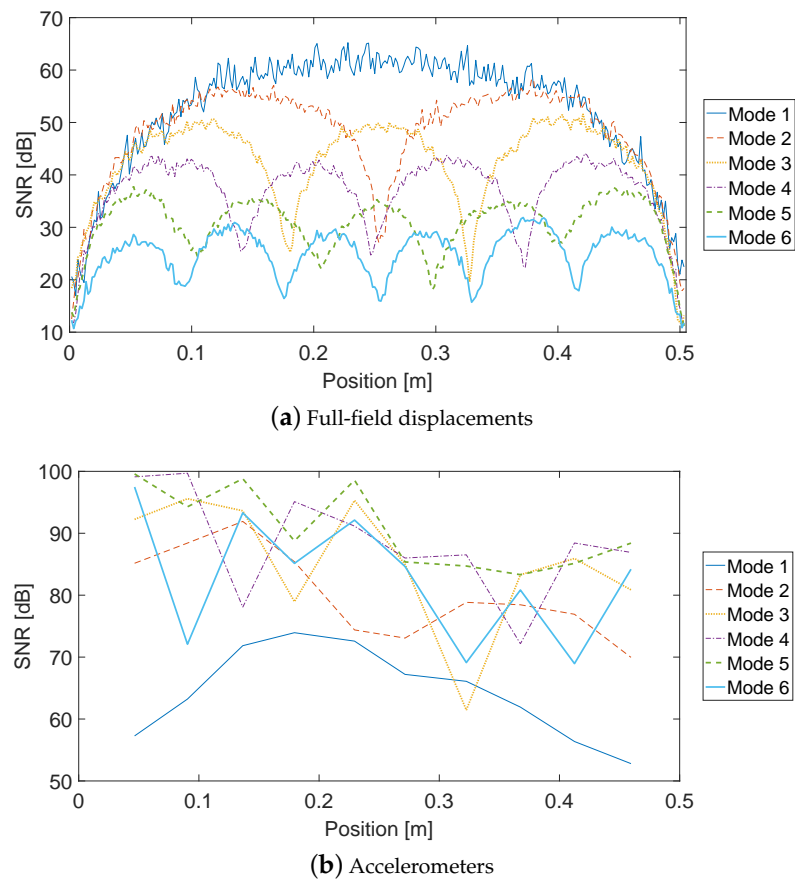 70
60
50
40
30
20
10
SNR [dB]
0
0.1
0.2
0.3
0.4
0.5
Position [m]
Mode 1
Mode 2
Mode 3
Mode 4
Mode 5
Mode 6
(a) Full-field displacements
100
90
80
70
60
50
SNR [dB]
0
0.1
0.2
0.3
0.4
0.5
Position [m]
Mode 1
Mode 2
Mode 3
Mode 4
Mode 5
Mode 6
(b) Accelerometers